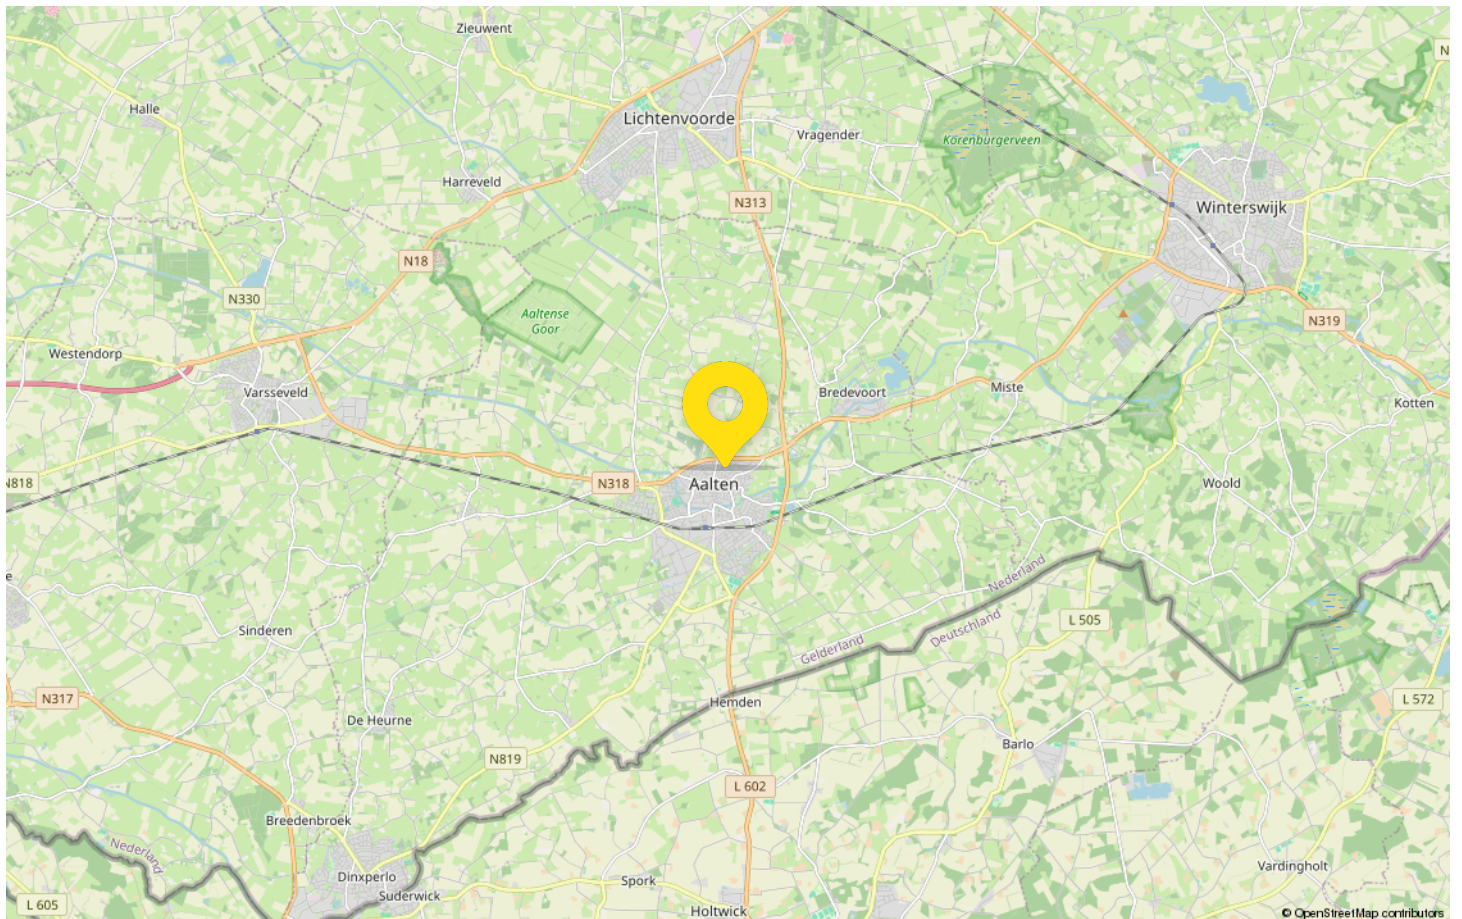 Zieuwent
N
Halle
Lichtenvoorde
Vragender
Korenburgerveen
Harreveld
N313
Winterswijk
N18
N330
Aaltense
Goor
N319
Westendorp
Varsseveld
Bredevoort
Miste
Kotten
N818
N318
Aalten
Woold
e
Nederland
Gelderland
Deutschland
L 505
Sinderen
N317
Hemden
L 572
De Heurne
Barlo
N819
L 602
Breedenbroek
Nederland
Dinxperlo
Suderwick
Spork
Vardingholt
L 605
Holtwick
© OpenStreetMap contributors